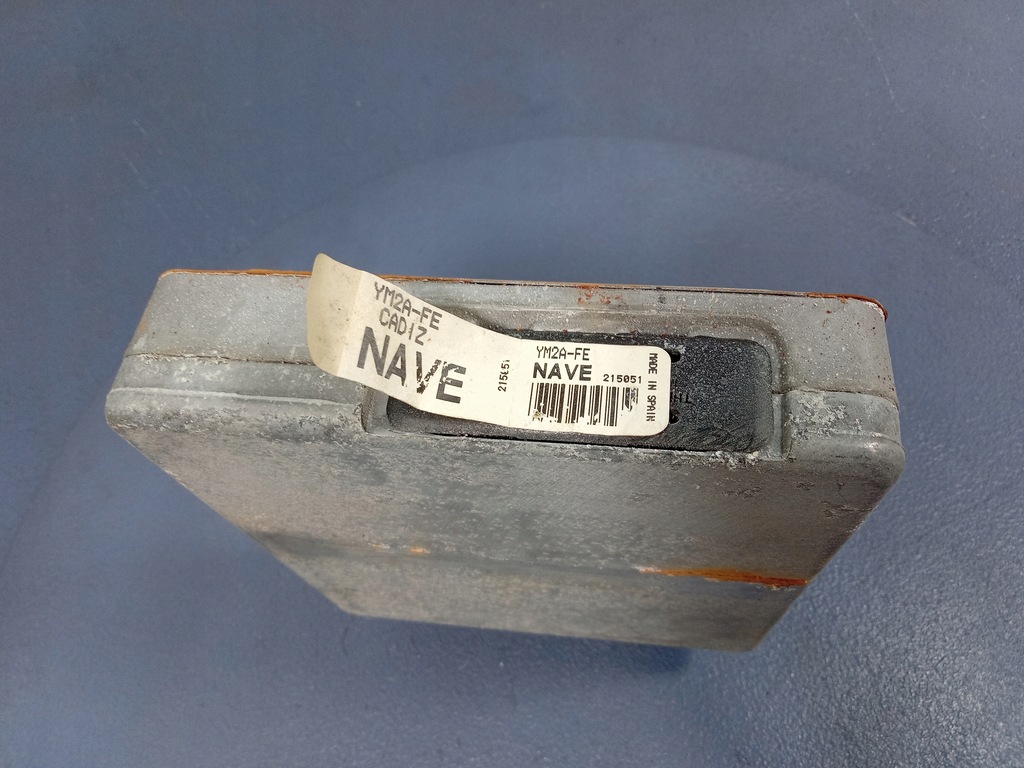 YM2A-FE
CADIZ
NAVE
215051
YM2A-FE
NAVE 215051
MADE IN SPAIN